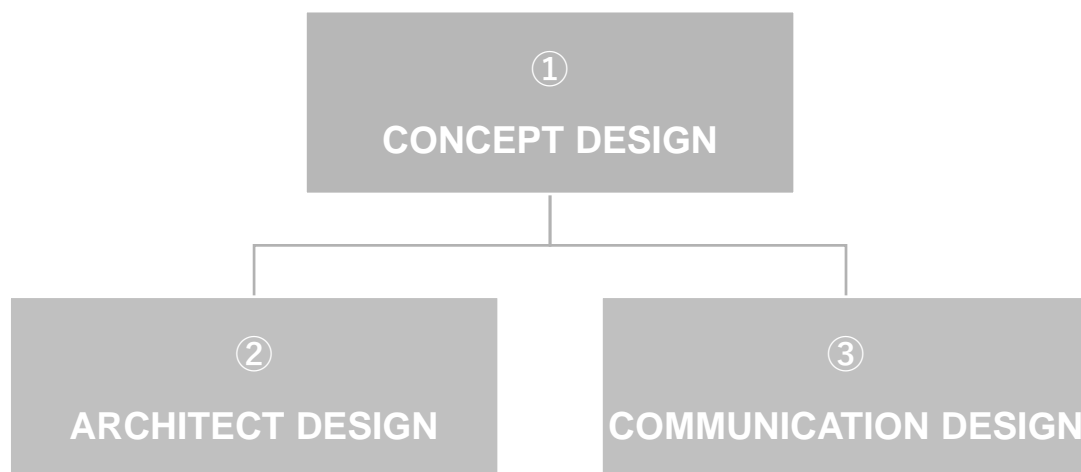 ①
CONCEPT DESIGN
②
ARCHITECT DESIGN
③
COMMUNICATION DESIGN